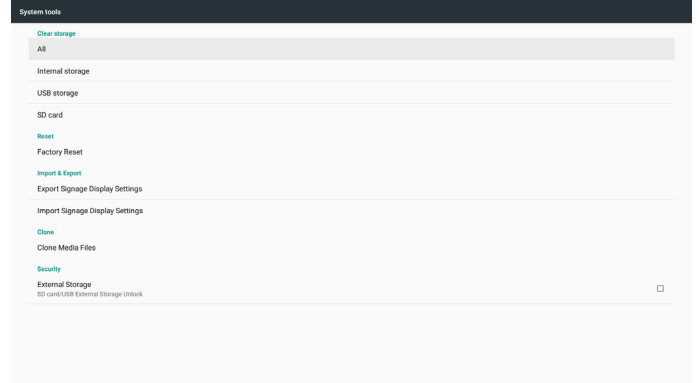 System tools
Clear storage
All
Internal storage
USB storage
SD card
Reset
Factory Reset
Import & Export
Export Signage Display Settings
Import Signage Display Settings
Clone
Clone Media Files
Security
External Storage
SD card/USB External Storage Unlock